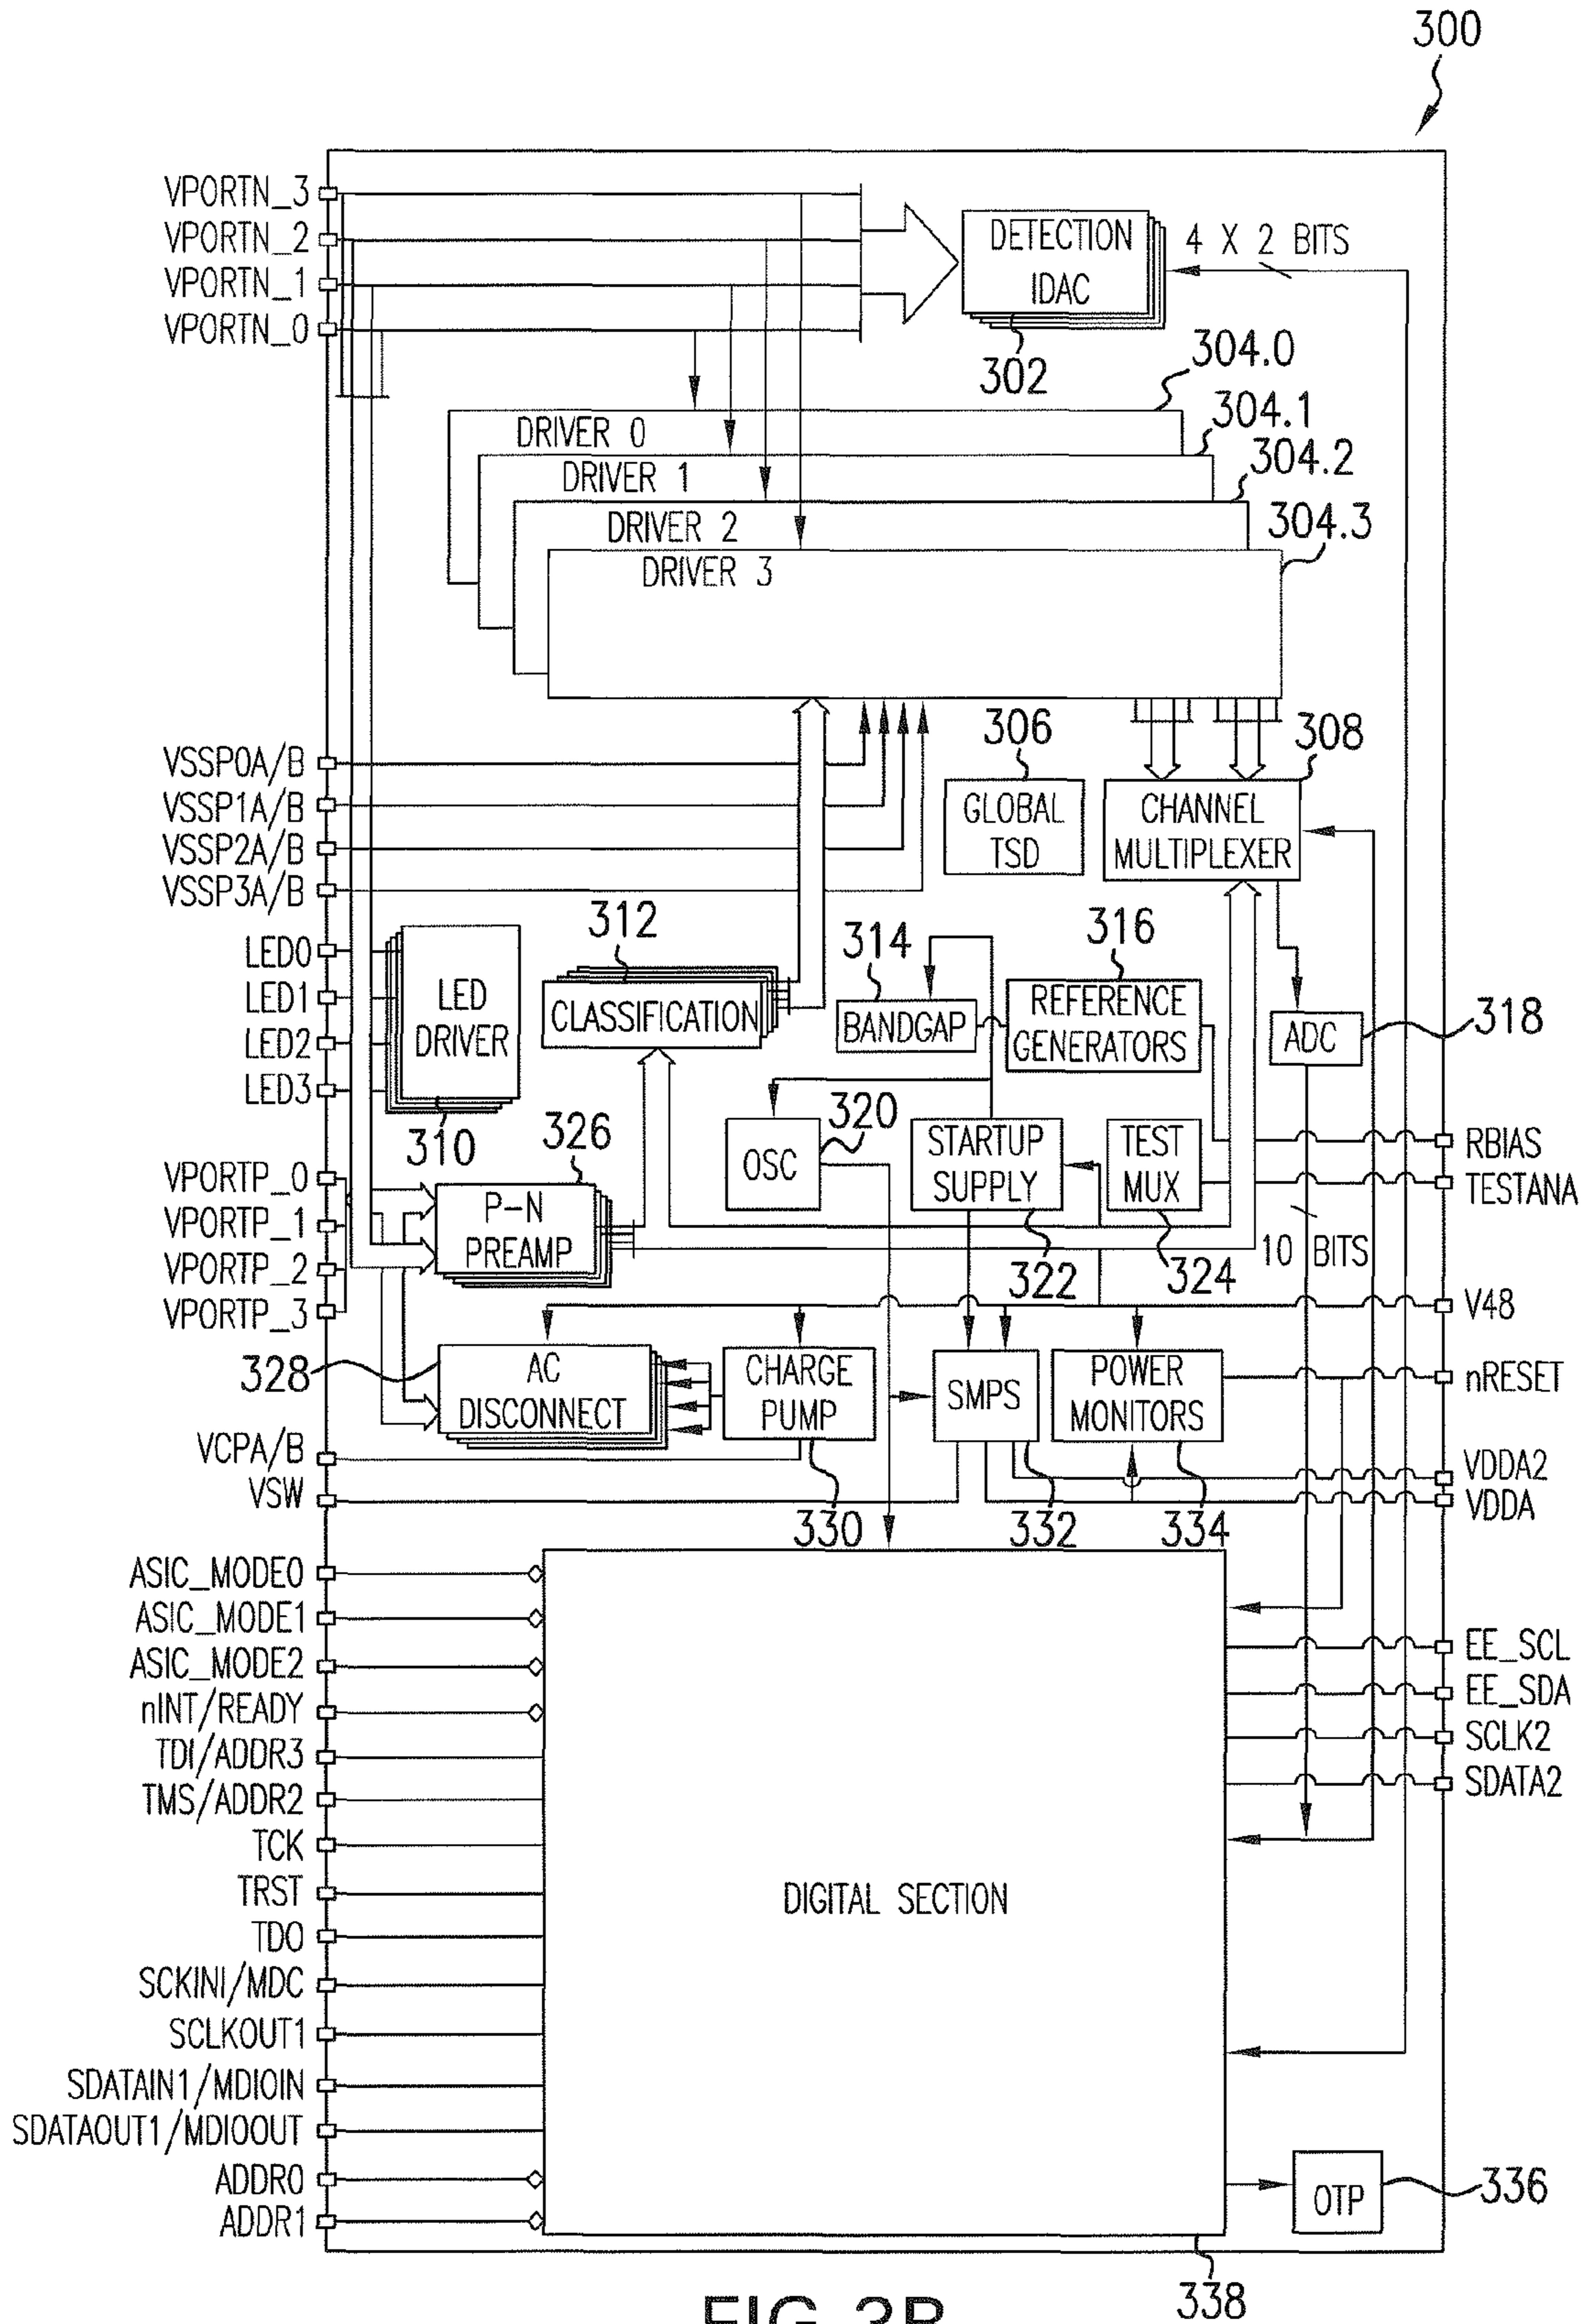 300
VPORTN_3
VPORTN_2
VPORTN_1
VPORTN_0
DETECTION
IDAC
4 X 2 BITS
302
304.0
304.1
304.2
304.3
DRIVER 0
DRIVER 1
DRIVER 2
DRIVER 3
VSSP0A/B
VSSP1A/B
VSSP2A/B
VSSP3A/B
306
GLOBAL
TSD
308
CHANNEL
MULTIPLEXER
LED0
LED1
LED2
LED3
LED
DRIVER
310
312
CLASSIFICATION
314
BANDGAP
316
REFERENCE
GENERATORS
ADC
318
VPORTP_0
VPORTP_1
VPORTP_2
VPORTP_3
326
P-N
PREAMP
OSC
320
STARTUP
SUPPLY
322
TEST
MUX
324
10 BITS
RBIAS
TESTANA
V48
nRESET
VDDA2
VDDA
328
AC
DISCONNECT
CHARGE
PUMP
330
SMPS
332
POWER
MONITORS
334
VCPA/B
VSW
ASIC_MODE0
ASIC_MODE1
ASIC_MODE2
nINT/READY
TDI/ADDR3
TMS/ADDR2
TCK
TRST
TDO
SCKINI/MDC
SCLKOUT1
SDATAIN1/MDIOIN
SDATAOUT1/MDIOOUT
ADDR0
ADDR1
DIGITAL SECTION
EE_SCL
EE_SDA
SCLK2
SDATA2
OTP
336
338
FIG.3B